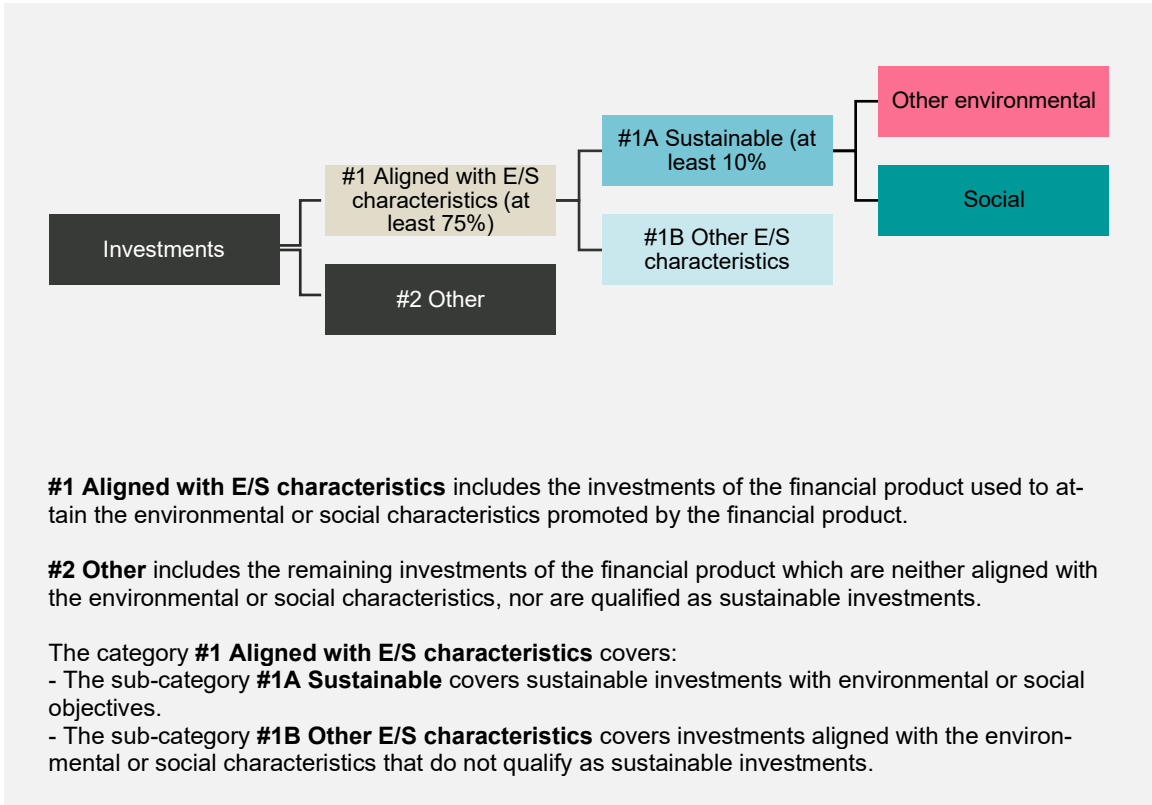 Other environmental
#1A Sustainable (at
least 10%
#1 Aligned with E/S
characteristics (at
least 75%)
Social
Investments
#1B Other E/S
characteristics
#2 Other
#1 Aligned with E/S characteristics includes the investments of the financial product used to at-
tain the environmental or social characteristics promoted by the financial product.
#2 Other includes the remaining investments of the financial product which are neither aligned with
the environmental or social characteristics, nor are qualified as sustainable investments.
The category #1 Aligned with E/S characteristics covers:
- The sub-category #1A Sustainable covers sustainable investments with environmental or social
objectives.
- The sub-category #1B Other E/S characteristics covers investments aligned with the environ-
mental or social characteristics that do not qualify as sustainable investments.